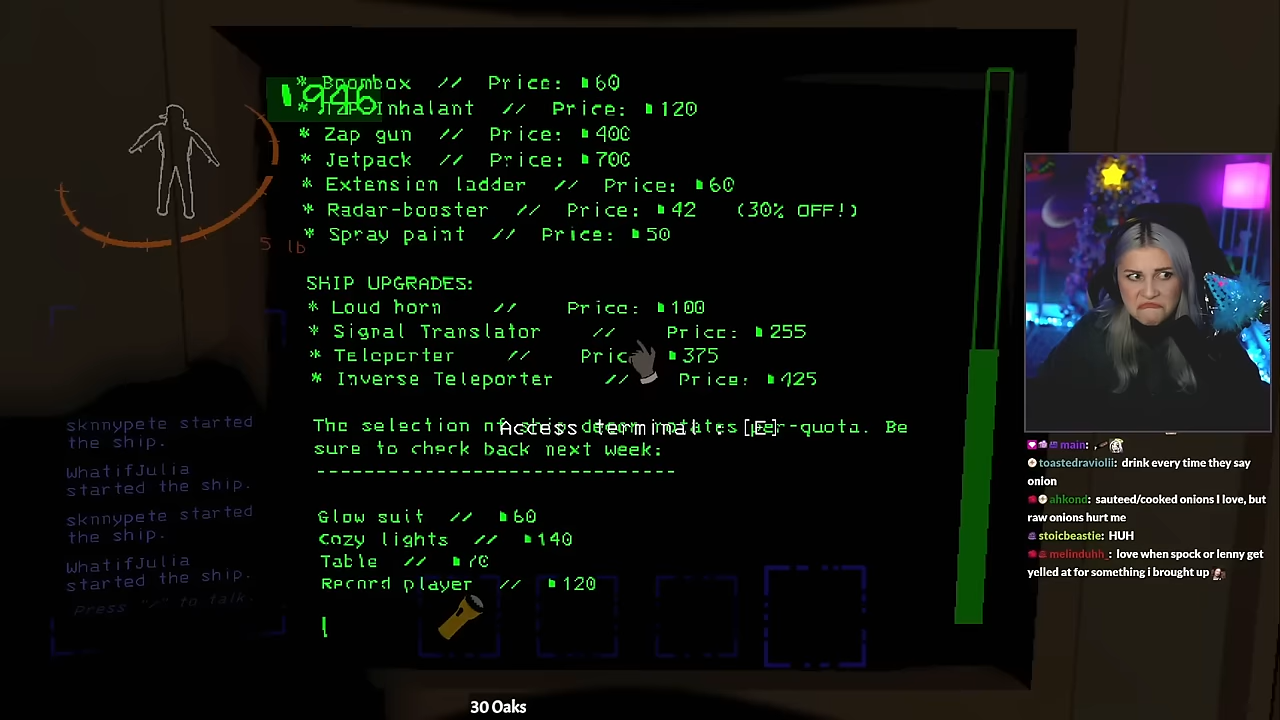 * Boombox // Price: 60
946
* TZP-Inhalant // Price: 120
* Zap gun // Price: 400
* Jetpack // Price: 700
* Extension ladder // Price: 60
* Radar-booster // Price: 42 (30% OFF!)
* Spray paint // Price: 50
SHIP UPGRADES:
* Loud horn // Price: 100
* Signal Translator // Price: 255
* Teleporter // Price: 375
* Inverse Teleporter // Price: 425
The selection of ship decor rotates per-quota. Be
sure to check back next week:
------------------------------
Glow suit // 60
Cozy lights // 140
Table // 70
Record player // 120
Access terminal : [E]
5 lb
sknnypete started
the ship.
WhatifJulia
started the ship.
sknnypete started
the ship.
WhatifJulia
started the ship.
Press "/" to talk.
main: ,
toastedraviolii: drink every time they say
onion
ahkond: sauteed/cooked onions I love, but
raw onions hurt me
stoicbeastie: HUH
melinduhh : love when spock or lenny get
yelled at for something i brought up
30 Oaks